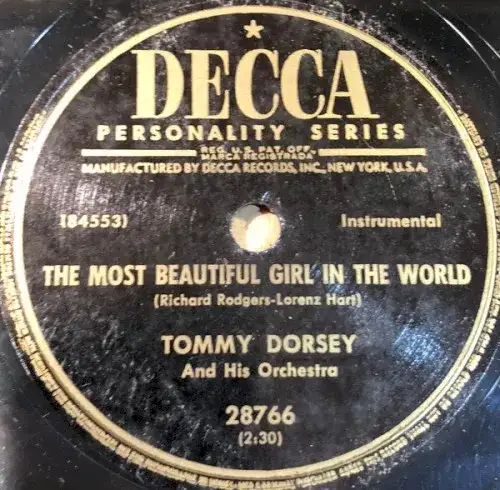 DECCA
PERSONALITY SERIES
REG. U.S. PAT. OFF.
MARCA REGISTRADA
MANUFACTURED BY DECCA RECORDS, INC., NEW YORK, U.S.A.
(84553) Instrumental
THE MOST BEAUTIFUL GIRL IN THE WORLD
(Richard Rodgers-Lorenz Hart)
TOMMY DORSEY
And His Orchestra
28766
(2:30)